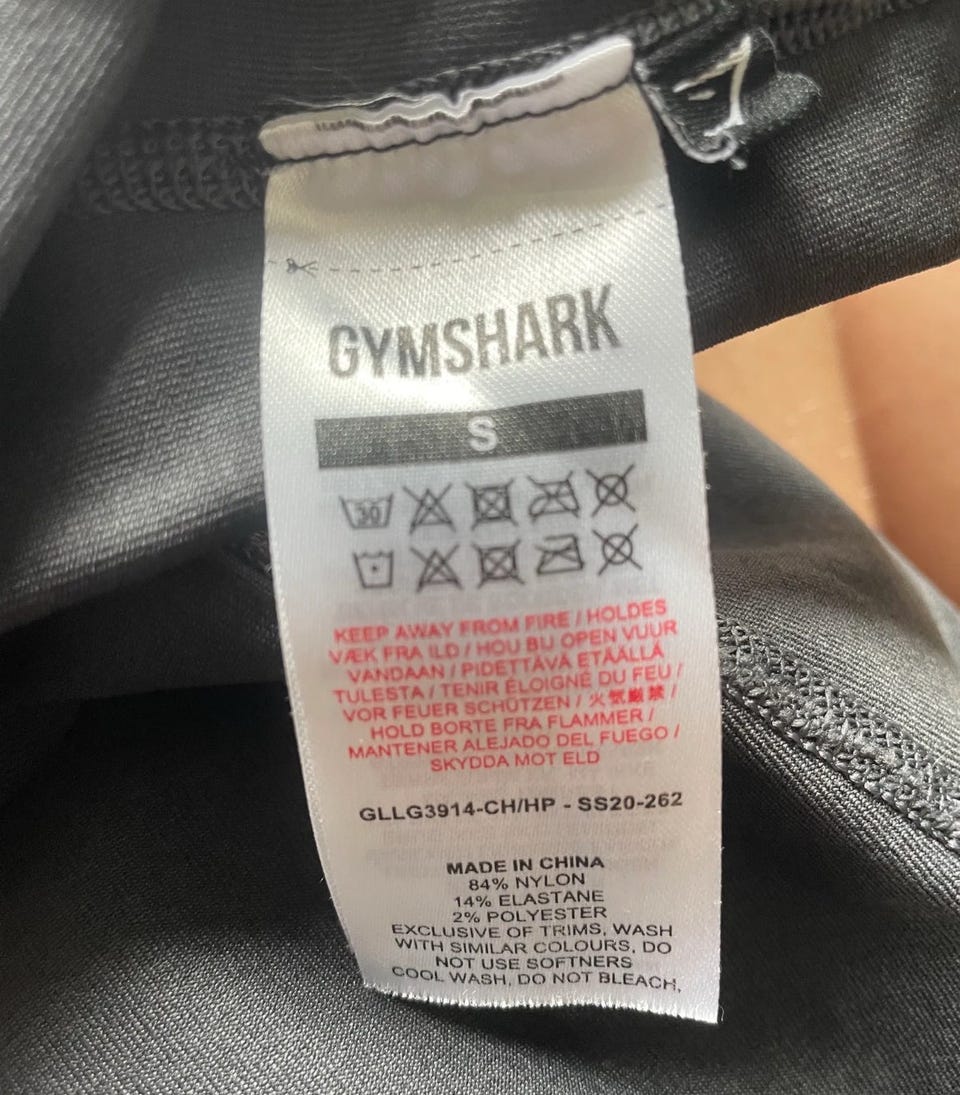 GYMSHARK
S
30
KEEP AWAY FROM FIRE / HOLDES
VÆK FRA ILD / HOU BIJ OPEN VUUR
VANDAAN / PIDETTÄVÄ ETÄÄLLÄ
TULESTA / TENIR ÉLOIGNÉ DU FEU /
VOR FEUER SCHÜTZEN / 火気厳禁 /
HOLD BORTE FRA FLAMMER /
MANTENER ALEJADO DEL FUEGO /
SKYDDA MOT ELD
GLLG3914-CH/HP - SS20-262
MADE IN CHINA
84% NYLON
14% ELASTANE
2% POLYESTER
EXCLUSIVE OF TRIMS, WASH
WITH SIMILAR COLOURS, DO
NOT USE SOFTNERS
COOL WASH, DO NOT BLEACH,